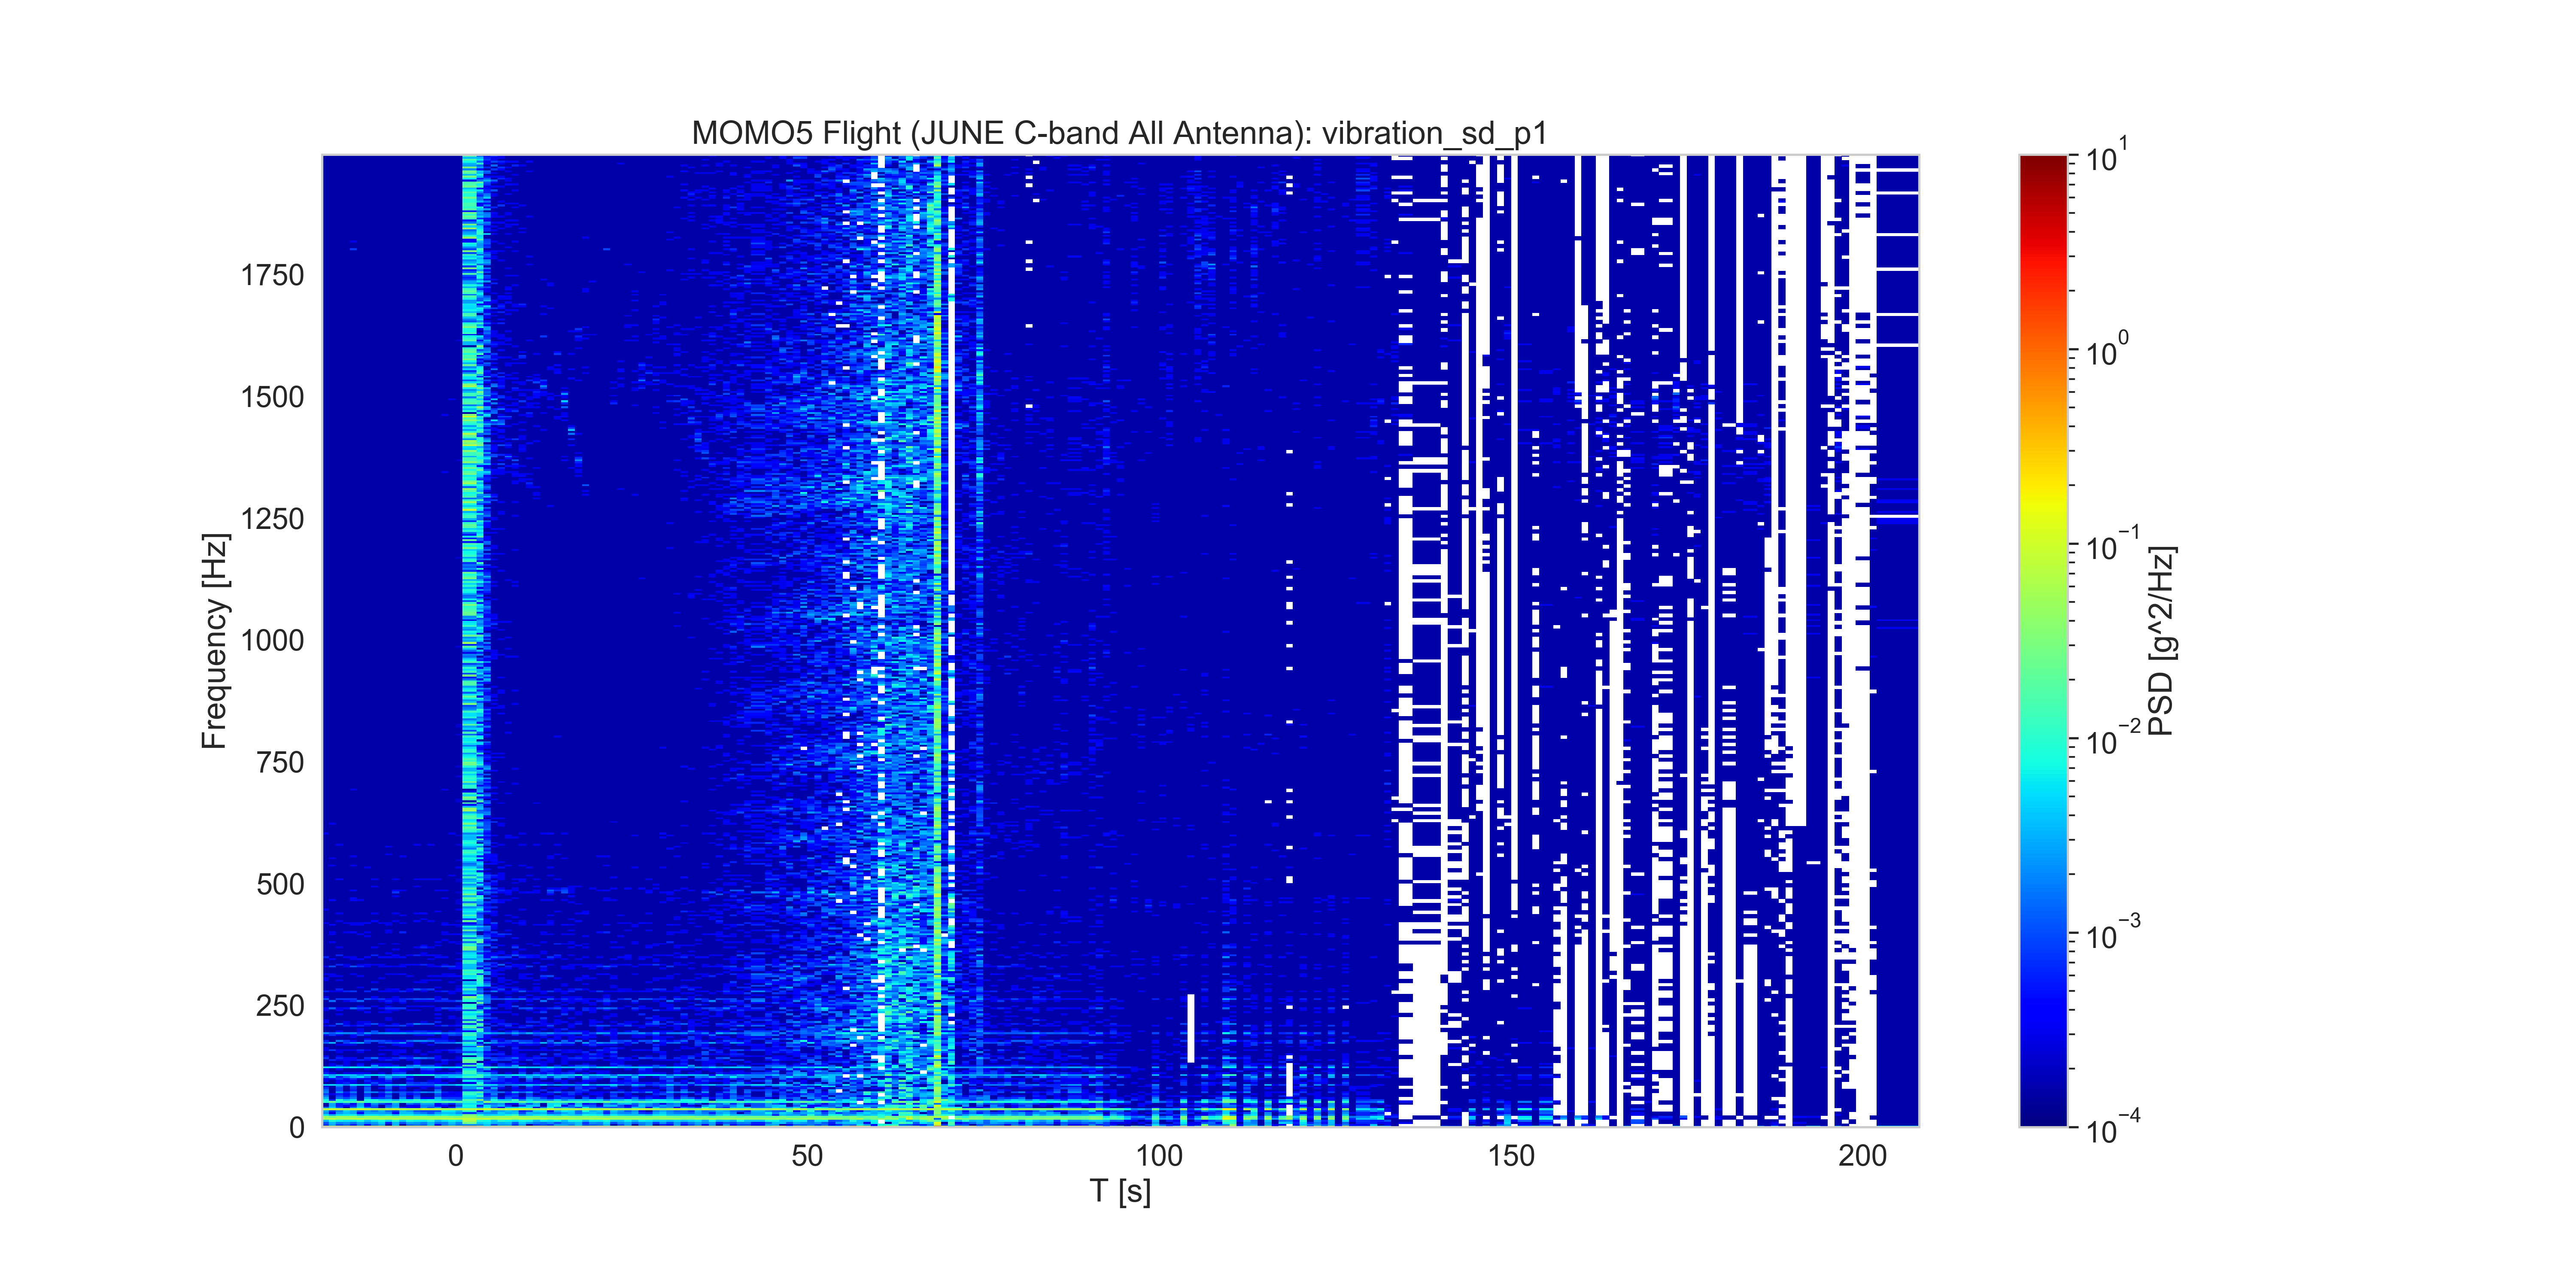 MOMO5 Flight (JUNE C-band All Antenna): vibration_sd_p1
Frequency [Hz]
1750
1500
1250
1000
750
500
250
0
0 50 100 150 200
T [s]
10^1
10^0
10^−1
10^−2
10^−3
10^−4
PSD [g^2/Hz]